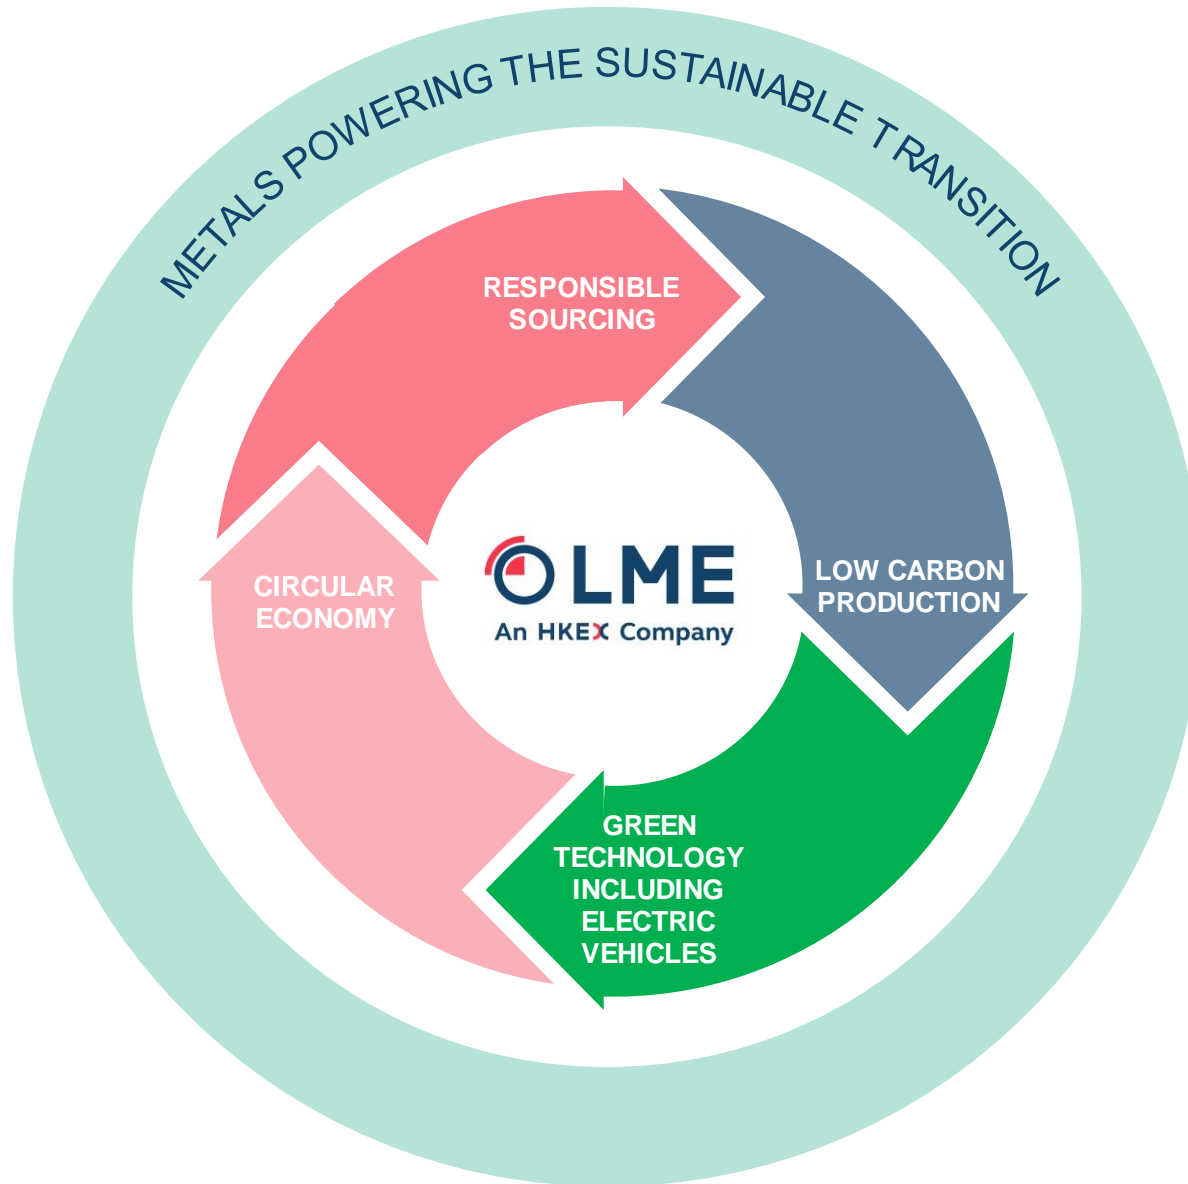 METALS POWERING THE SUSTAINABLE TRANSITION
RESPONSIBLE
SOURCING
LOW CARBON
PRODUCTION
GREEN
TECHNOLOGY
INCLUDING
ELECTRIC
VEHICLES
CIRCULAR
ECONOMY
LME
An HKEX Company